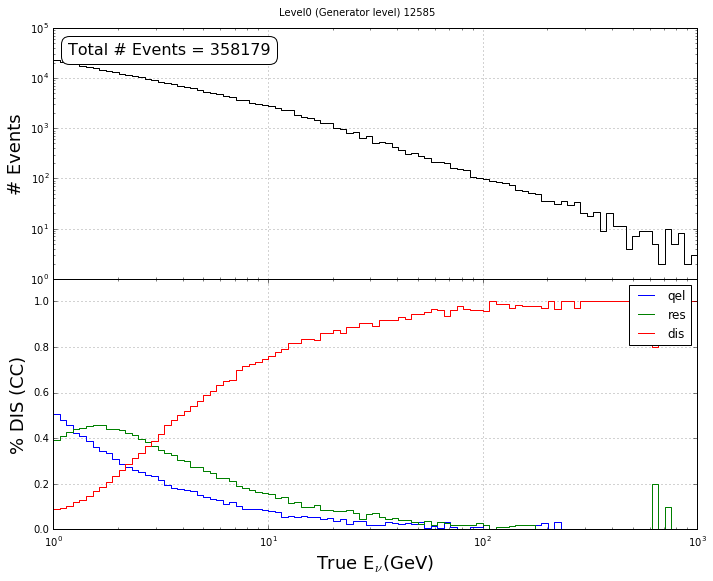 Level0 (Generator level) 12585
Total # Events = 358179
# Events
10^5
10^4
10^3
10^2
10^1
10^0
qel
res
dis
% DIS (CC)
1.0
0.8
0.6
0.4
0.2
0.0
10^0 10^1 10^2 10^3
True E_ν(GeV)